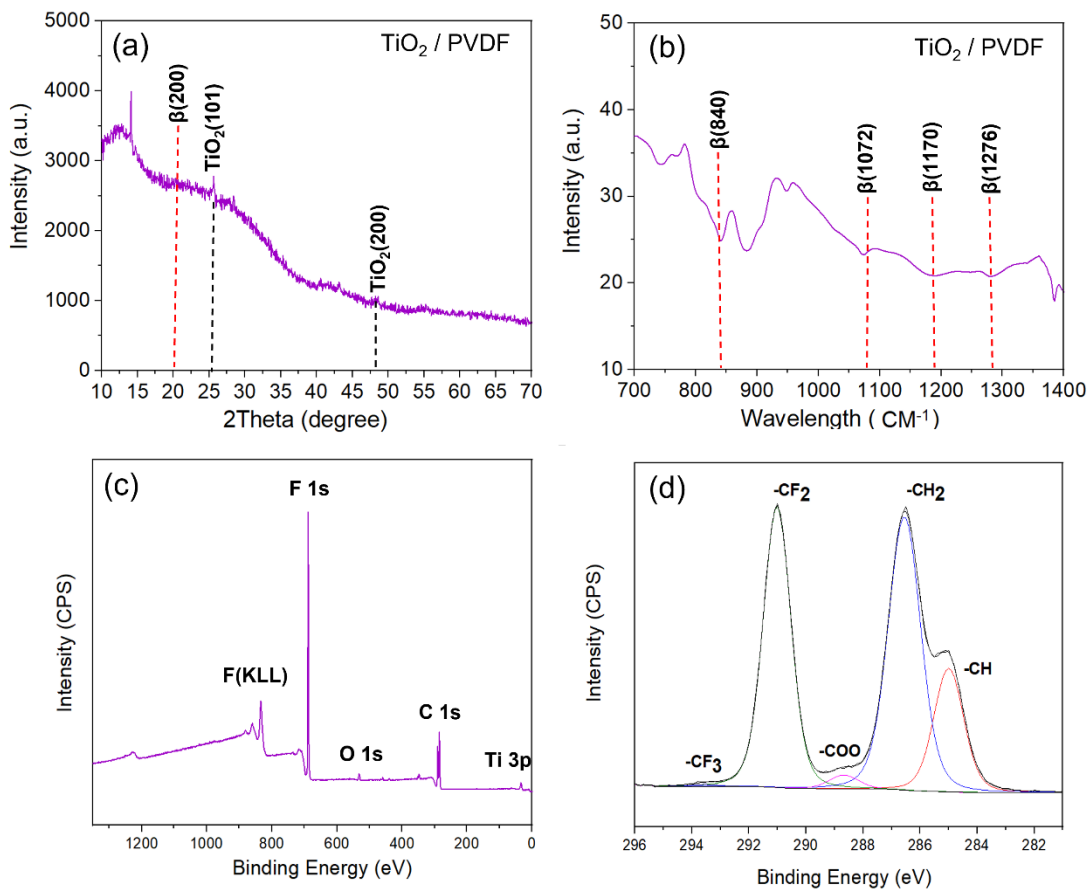 (a)
TiO2 / PVDF
β(200)
TiO2(101)
TiO2(200)
Intensity (a.u.)
5000
4000
3000
2000
1000
0
10 15 20 25 30 35 40 45 50 55 60 65 70
2Theta (degree)
(b)
TiO2 / PVDF
β(840)
β(1072)
β(1170)
β(1276)
Intensity (a.u.)
50
40
30
20
10
700 800 900 1000 1100 1200 1300 1400
Wavelength ( CM-1)
(c)
F 1s
F(KLL)
O 1s
C 1s
Ti 3p
Intensity (CPS)
1200 1000 800 600 400 200 0
Binding Energy (eV)
(d)
-CF2
-CH2
-CH
-COO
-CF3
Intensity (CPS)
296 294 292 290 288 286 284 282
Binding Energy (eV)